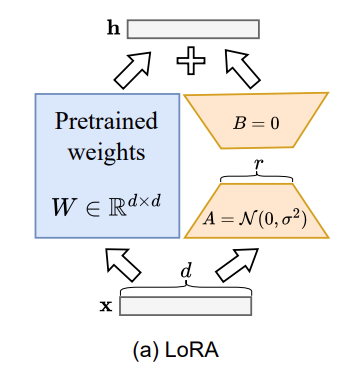 h
Pretrained
weights
W ∈ ℝ^{d×d}
B = 0
r
A = 𝒩(0, σ²)
d
x
(a) LoRA